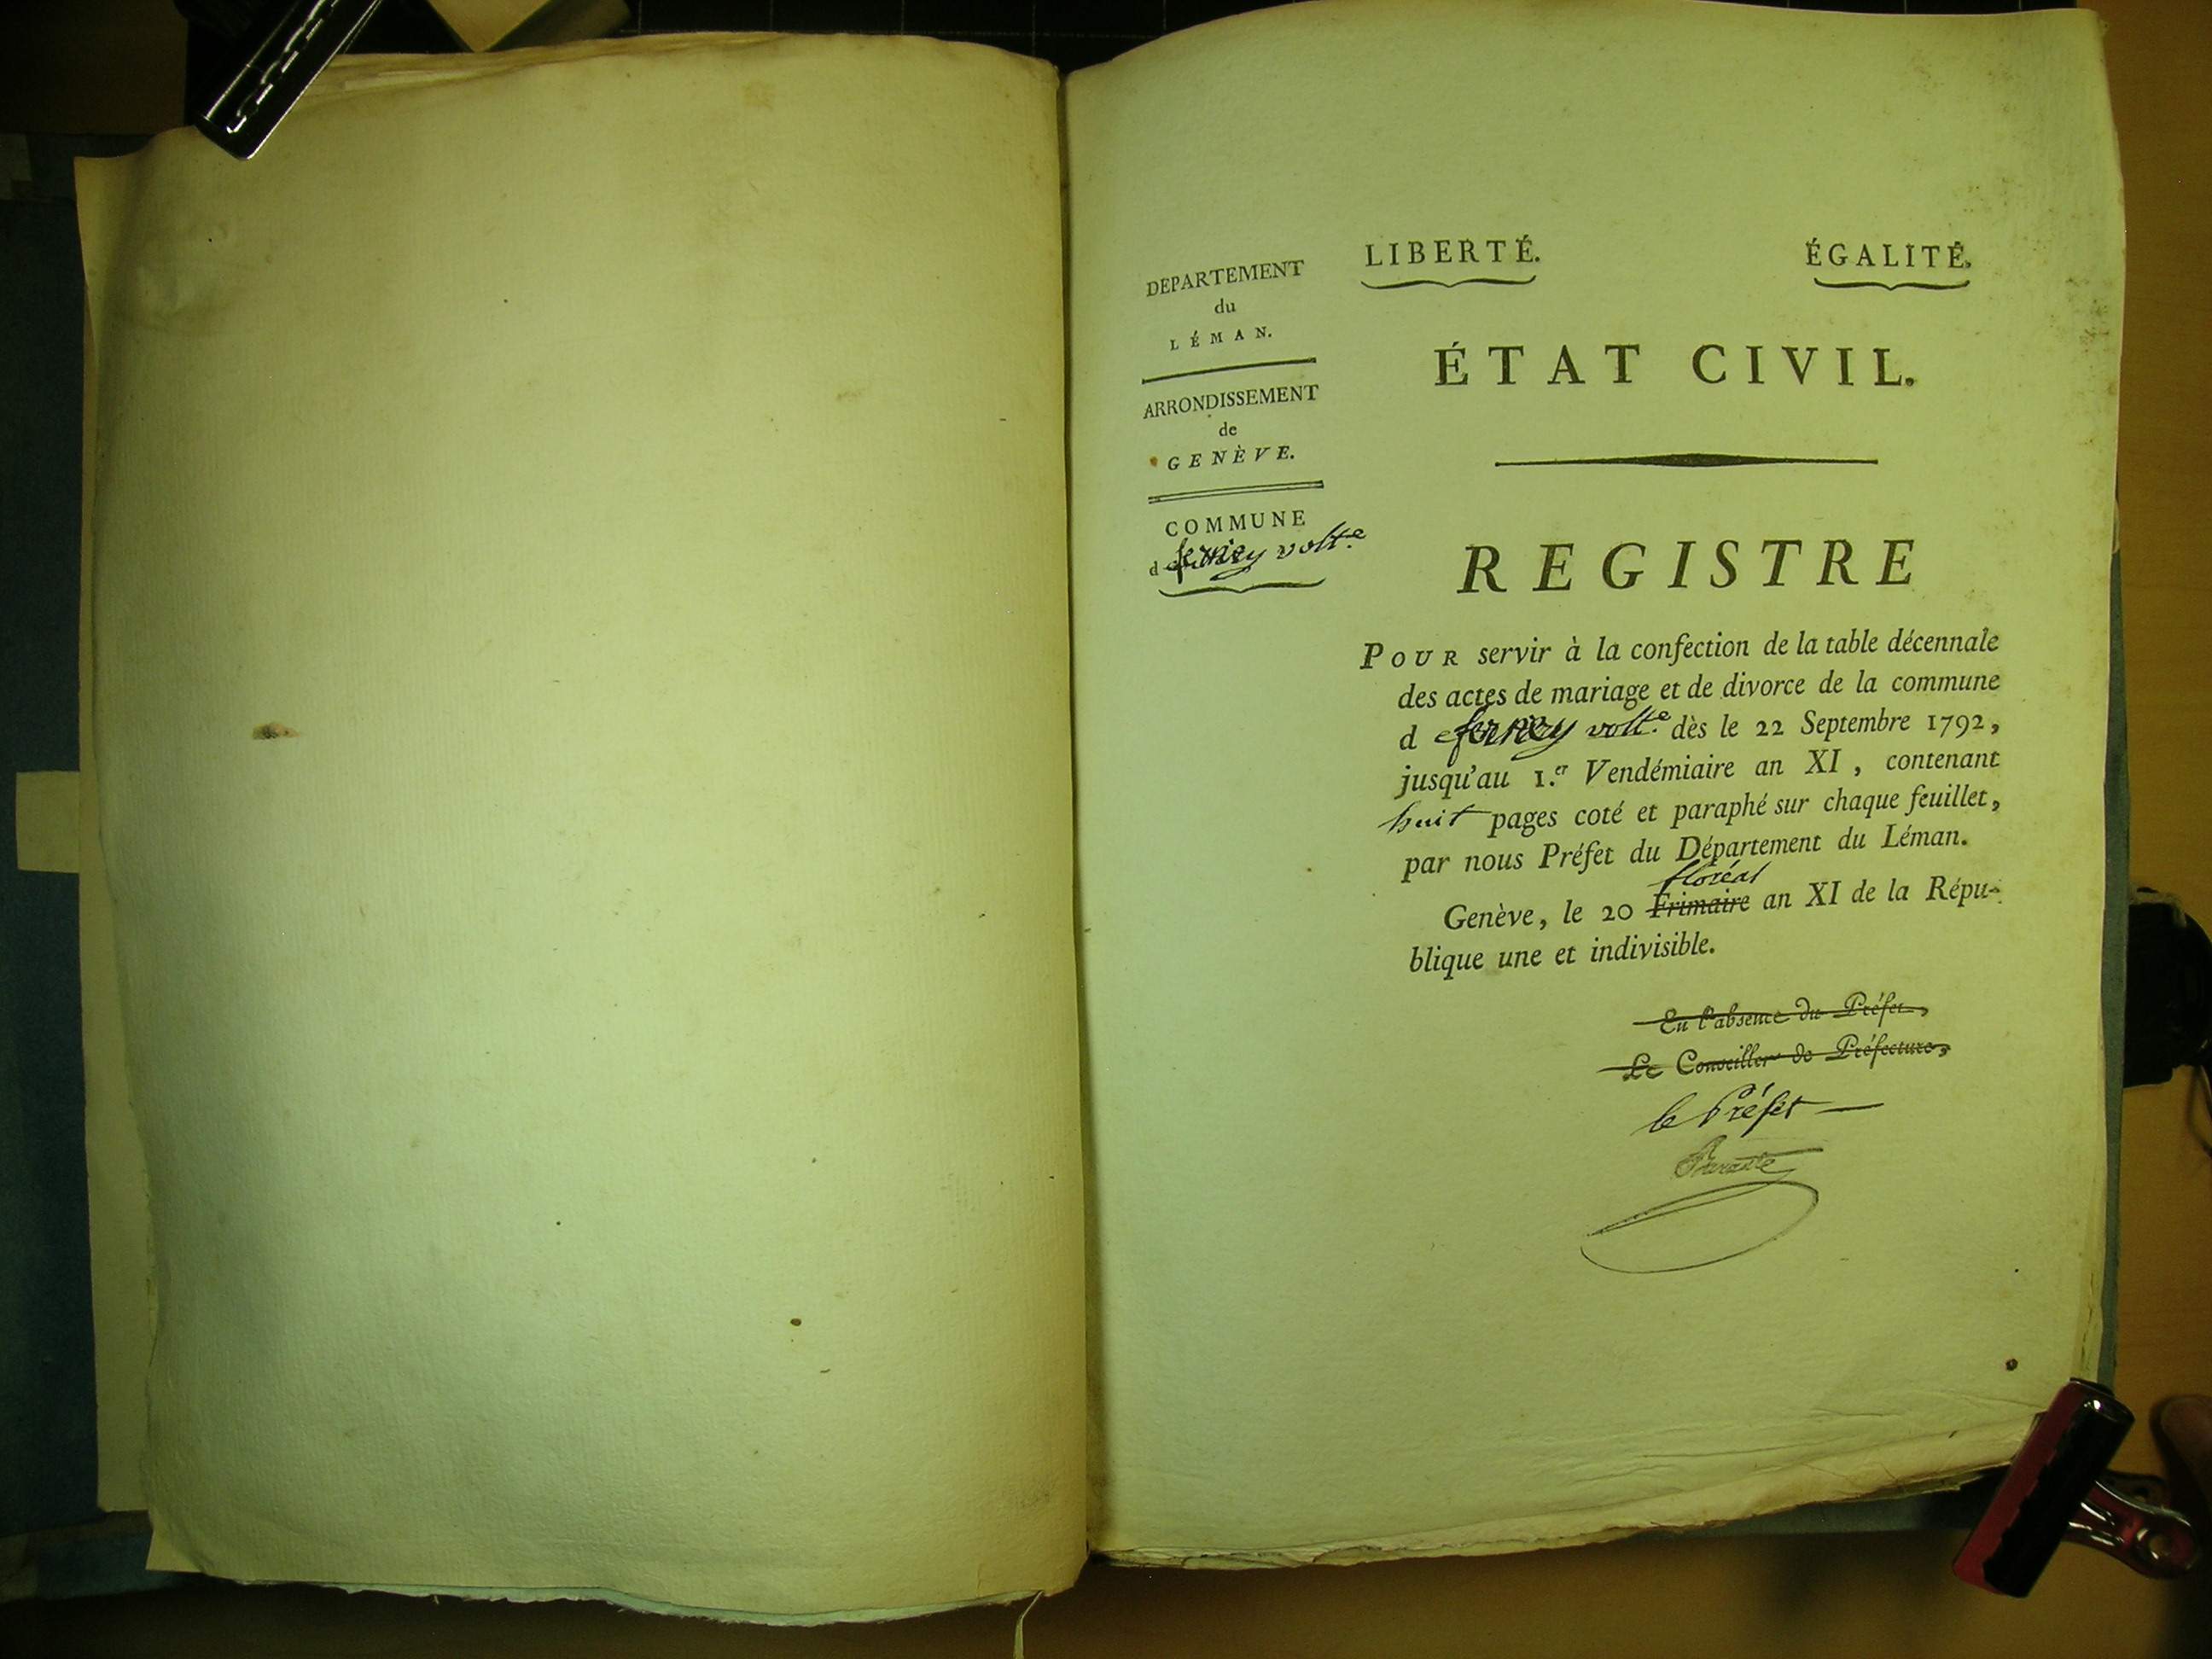 DEPARTEMENT
du
LÉMAN.
ARRONDISSEMENT
de
GENÈVE.
COMMUNE
de ferney volt.e
LIBERTÉ. ÉGALITÉ.
ÉTAT CIVIL.
REGISTRE
POUR servir à la confection de la table décennale
des actes de mariage et de divorce de la commune
de ferney volt.e dès le 22 Septembre 1792,
jusqu'au 1.er Vendémiaire an XI, contenant
huit pages coté et paraphé sur chaque feuillet,
par nous Préfet du Département du Léman.
floréal
Genève, le 20 Frimaire an XI de la Répu-
blique une et indivisible.
En l'absence du Préfet,
Le Conseiller de Préfecture,
le Préfet
Barante